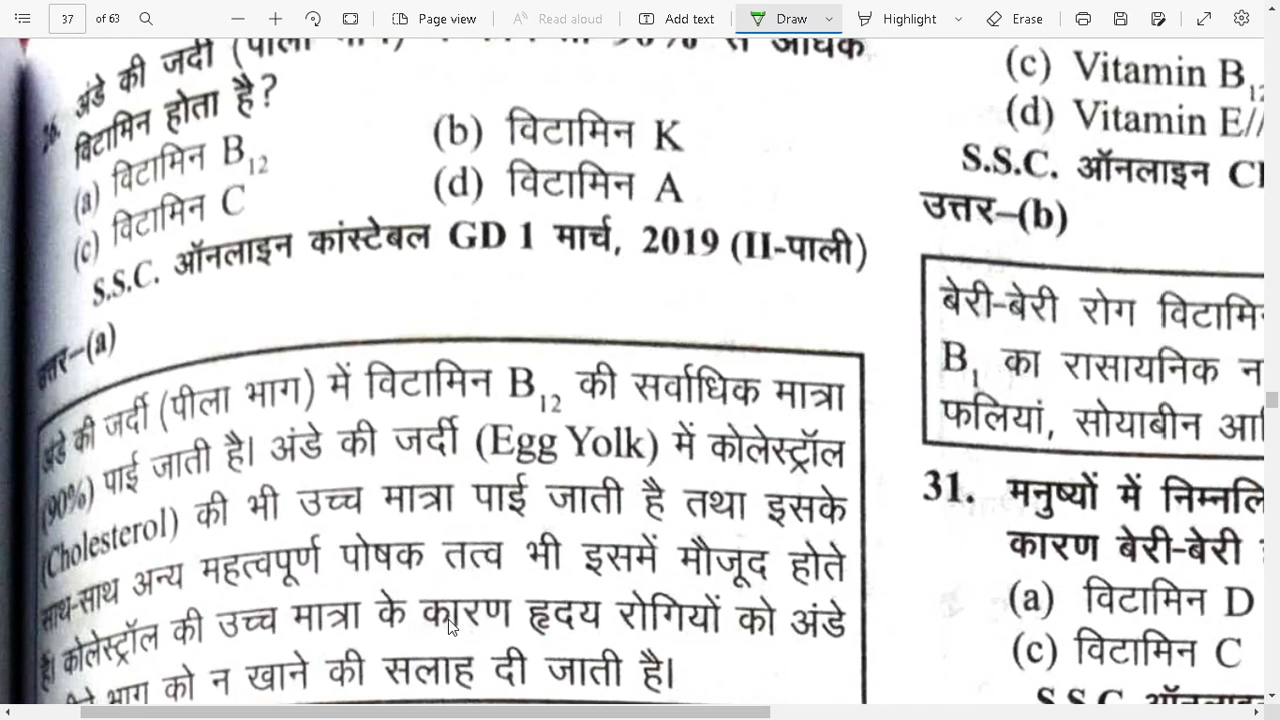 37 of 63
Page view
Read aloud
Add text
Draw
Highlight
Erase
अंडे की जर्दी (पीला से अधिक
विटामिन होता है?
(a) विटामिन B12
(b) विटामिन K
(c) विटामिन C
(d) विटामिन A
S.S.C. ऑनलाइन कांस्टेबल GD 1 मार्च, 2019 (II-पाली)
उत्तर–(a)
अंडे की जर्दी (पीला भाग) में विटामिन B12 की सर्वाधिक मात्रा
(90%) पाई जाती है। अंडे की जर्दी (Egg Yolk) में कोलेस्ट्रॉल
(Cholesterol) की भी उच्च मात्रा पाई जाती है तथा इसके
साथ-साथ अन्य महत्वपूर्ण पोषक तत्व भी इसमें मौजूद होते
हैं। कोलेस्ट्रॉल की उच्च मात्रा के कारण हृदय रोगियों को अंडे
भाग को न खाने की सलाह दी जाती है।
(c) Vitamin B12
(d) Vitamin E//
S.S.C. ऑनलाइन
उत्तर–(b)
बेरी-बेरी रोग
B1 का रासायनिक
फलियां, सोयाबीन
31. मनुष्यों में
कारण बेरी-बेरी
(a) विटामिन D
(c) विटामिन C
S.S.C.